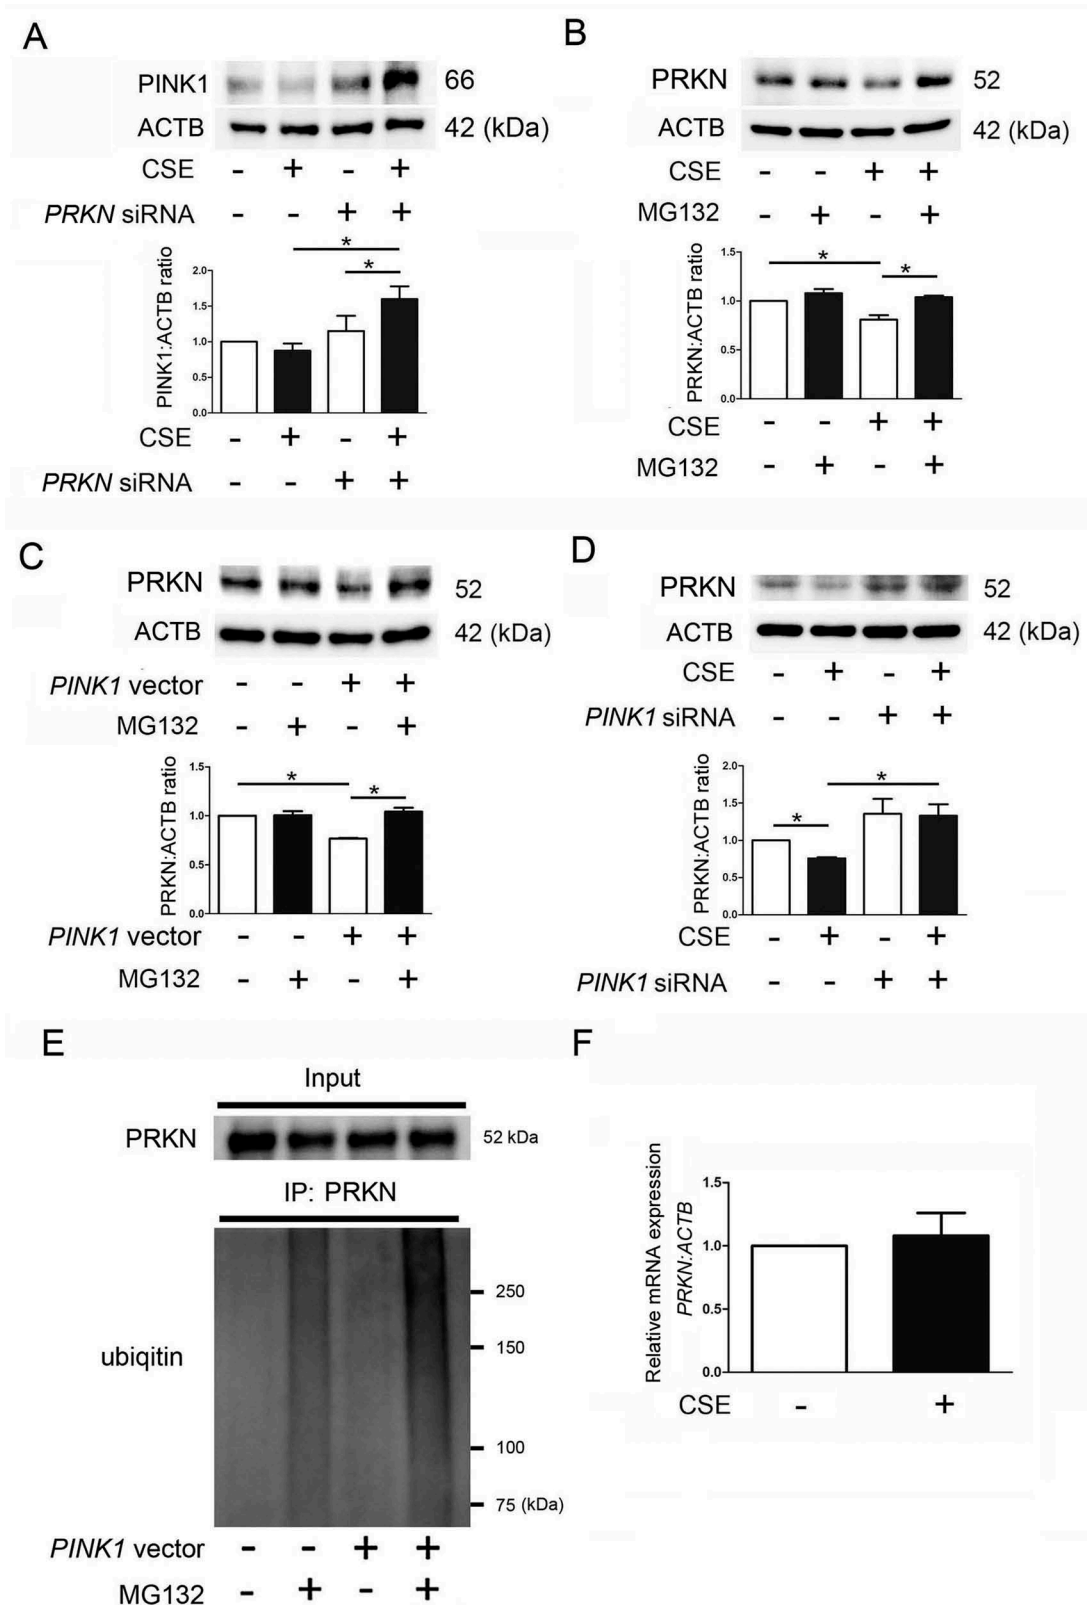 A
PINK1 66
ACTB 42 (kDa)
CSE - + - +
PRKN siRNA - - + +
*
*
PINK1:ACTB ratio
2.0
1.5
1.0
0.5
0.0
CSE - + - +
PRKN siRNA - - + +
B
PRKN 52
ACTB 42 (kDa)
CSE - - + +
MG132 - + - +
* *
PRKN:ACTB ratio
1.5
1.0
0.5
0.0
CSE - - + +
MG132 - + - +
C
PRKN 52
ACTB 42 (kDa)
PINK1 vector - - + +
MG132 - + - +
* *
PRKN:ACTB ratio
1.5
1.0
0.5
0.0
PINK1 vector - - + +
MG132 - + - +
D
PRKN 52
ACTB 42 (kDa)
CSE - + - +
PINK1 siRNA - - + +
*
*
PRKN:ACTB ratio
2.0
1.5
1.0
0.5
0.0
CSE - + - +
PINK1 siRNA - - + +
E
Input
PRKN 52 kDa
IP: PRKN
250
150
ubiqitin
100
75 (kDa)
PINK1 vector - - + +
MG132 - + - +
F
Relative mRNA expression
PRKN:ACTB
1.5
1.0
0.5
0.0
CSE - +